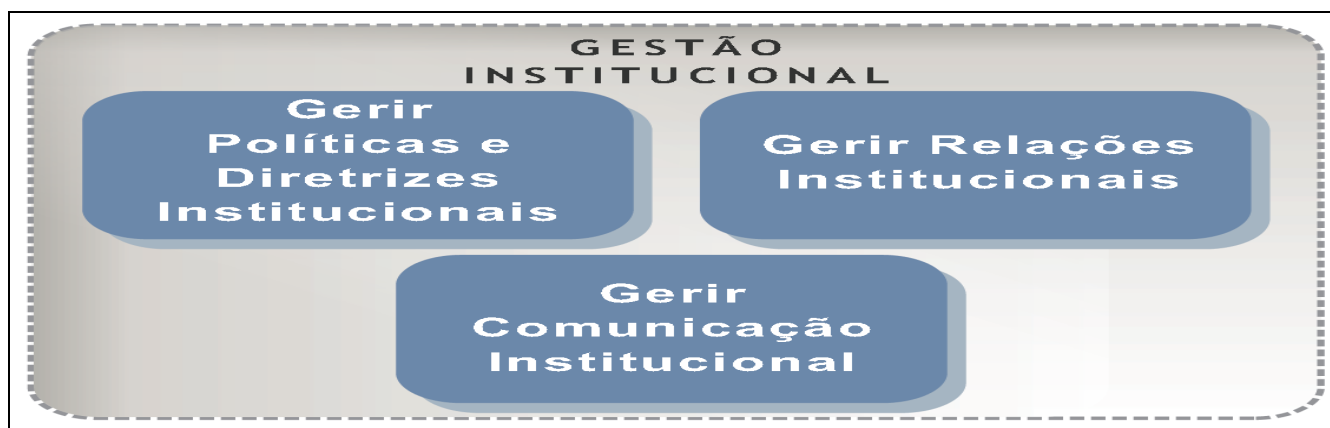 GESTÃO
INSTITUCIONAL
Gerir
Políticas e
Diretrizes
Institucionais
Gerir Relações
Institucionais
Gerir
Comunicação
Institucional